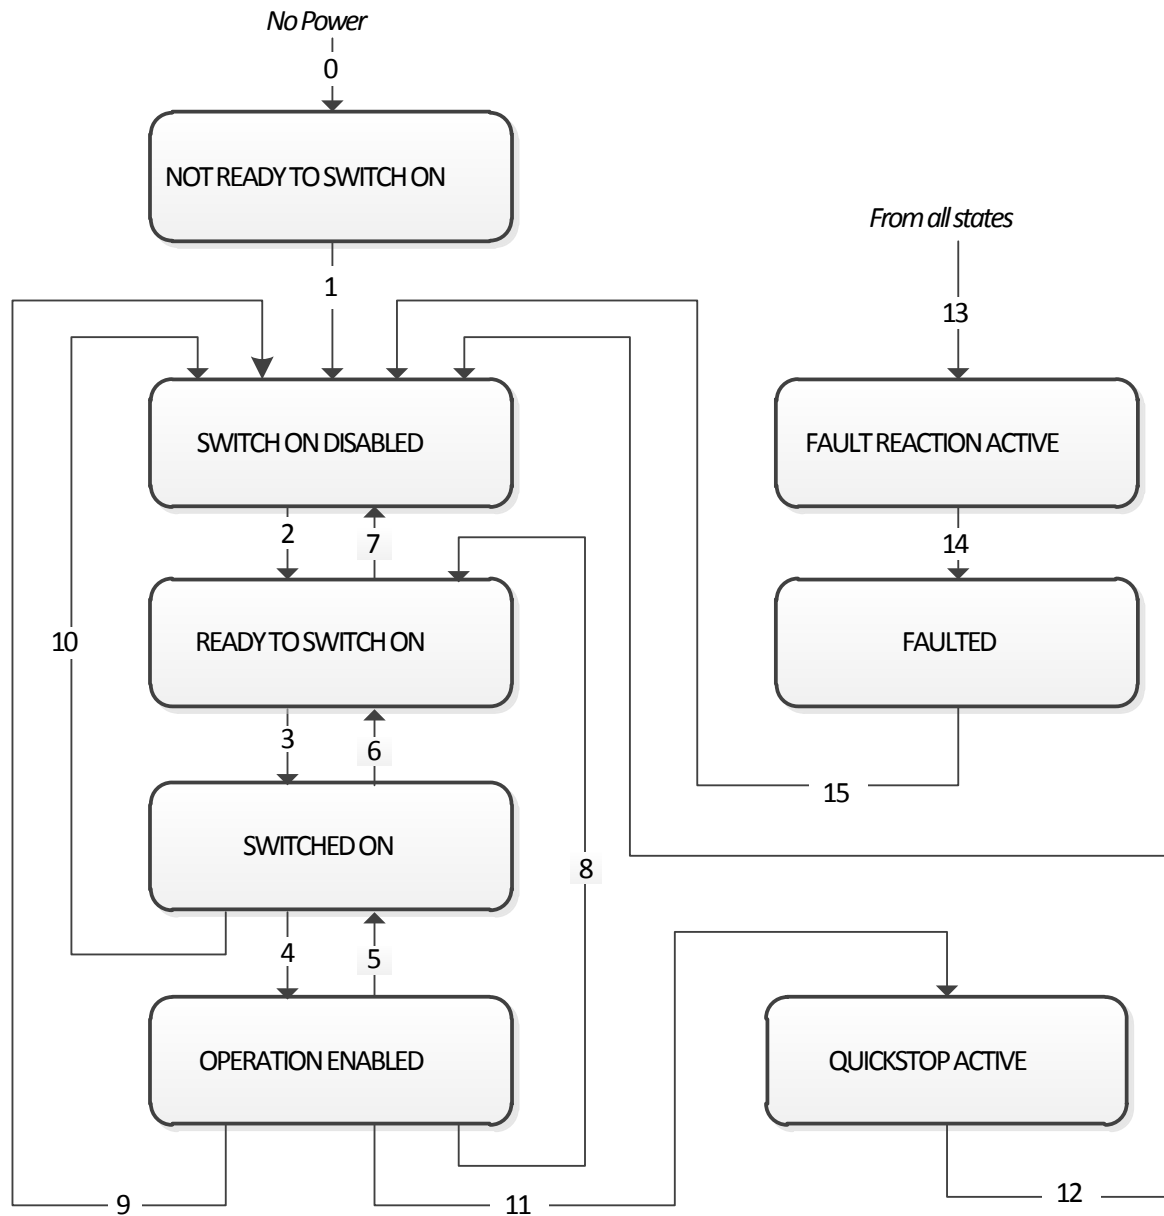 No Power
0
NOT READY TO SWITCH ON
From all states
1
13
SWITCH ON DISABLED
FAULT REACTION ACTIVE
2
7
14
10
READY TO SWITCH ON
FAULTED
3
6
15
SWITCHED ON
8
4
5
OPERATION ENABLED
QUICKSTOP ACTIVE
9
11
12